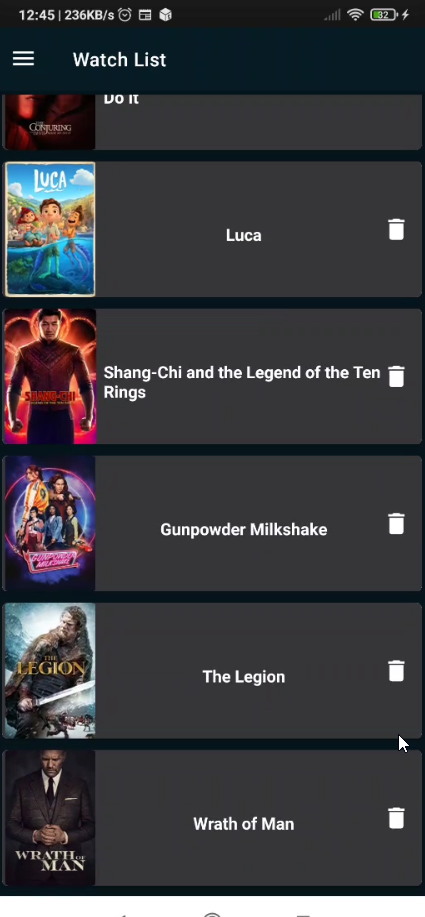 12:45 | 236KB/s
82
Watch List
Do It
THE
CONJURING
LUCA
Luca
SHANG-CHI
Shang-Chi and the Legend of the Ten
Rings
GUNPOWDER
MILKSHAKE
Gunpowder Milkshake
THE
LEGION
The Legion
WRATH OF
MAN
Wrath of Man